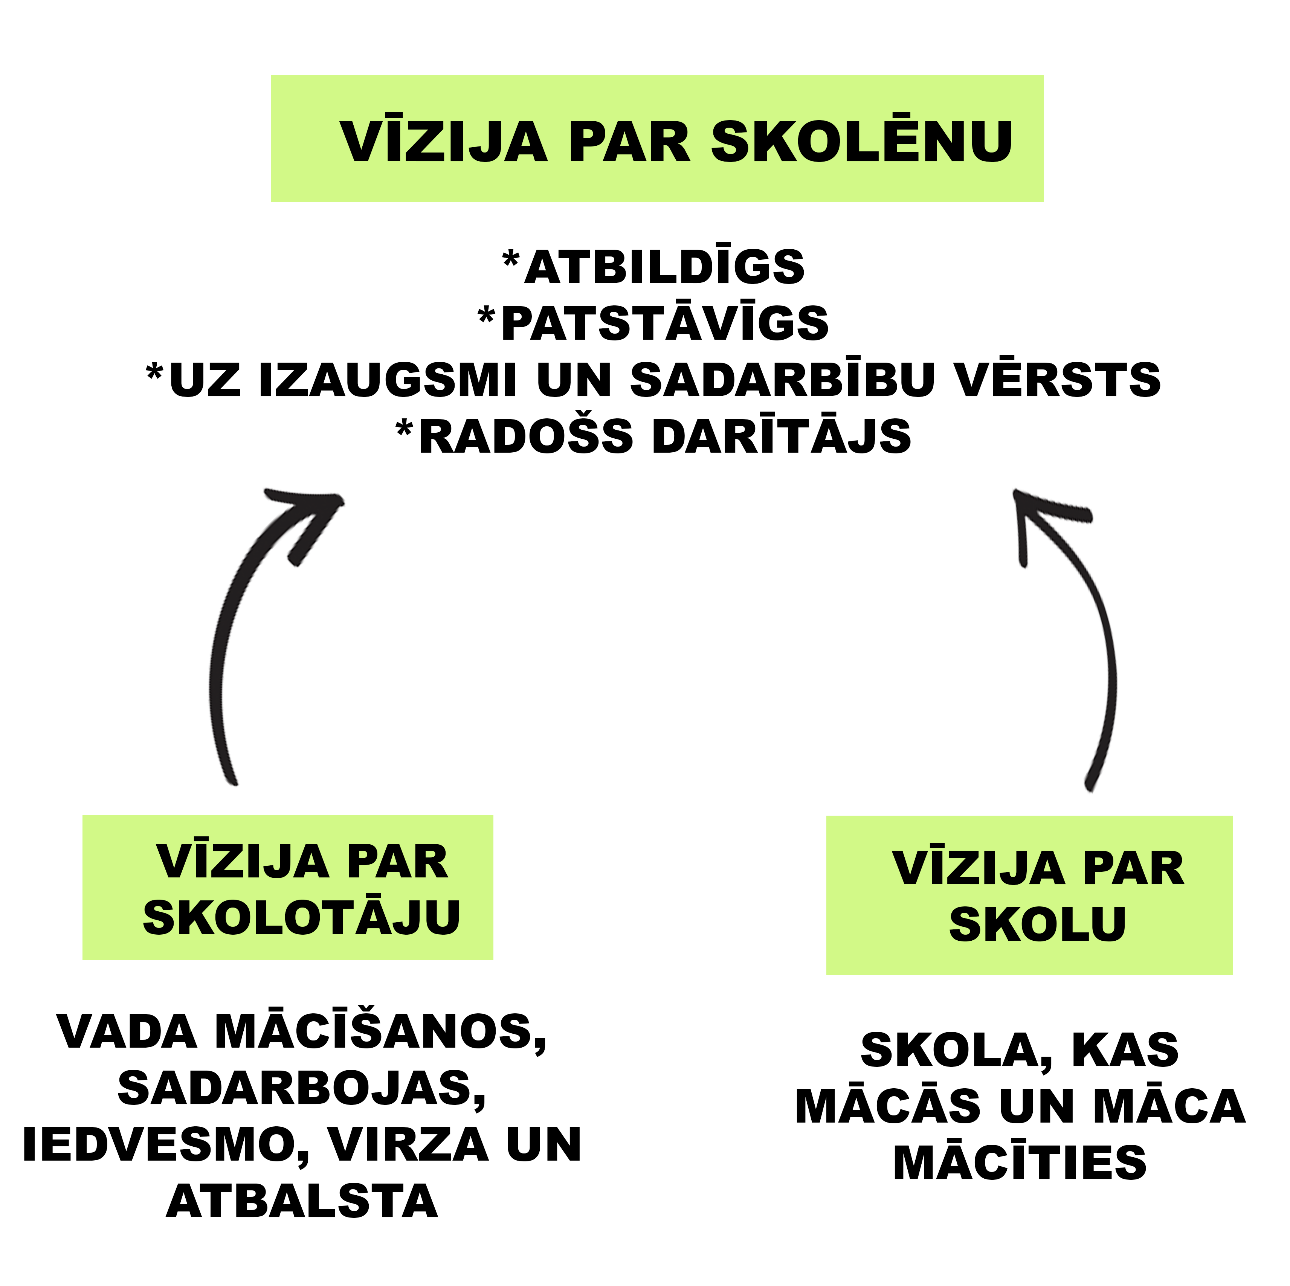 VĪZIJA PAR SKOLĒNU
*ATBILDĪGS
*PATSTĀVĪGS
*UZ IZAUGSMI UN SADARBĪBU VĒRSTS
*RADOŠS DARĪTĀJS
VĪZIJA PAR
SKOLOTĀJU
VADA MĀCĪŠANOS,
SADARBOJAS,
IEDVESMO, VIRZA UN
ATBALSTA
VĪZIJA PAR
SKOLU
SKOLA, KAS
MĀCĀS UN MĀCA
MĀCĪTIES